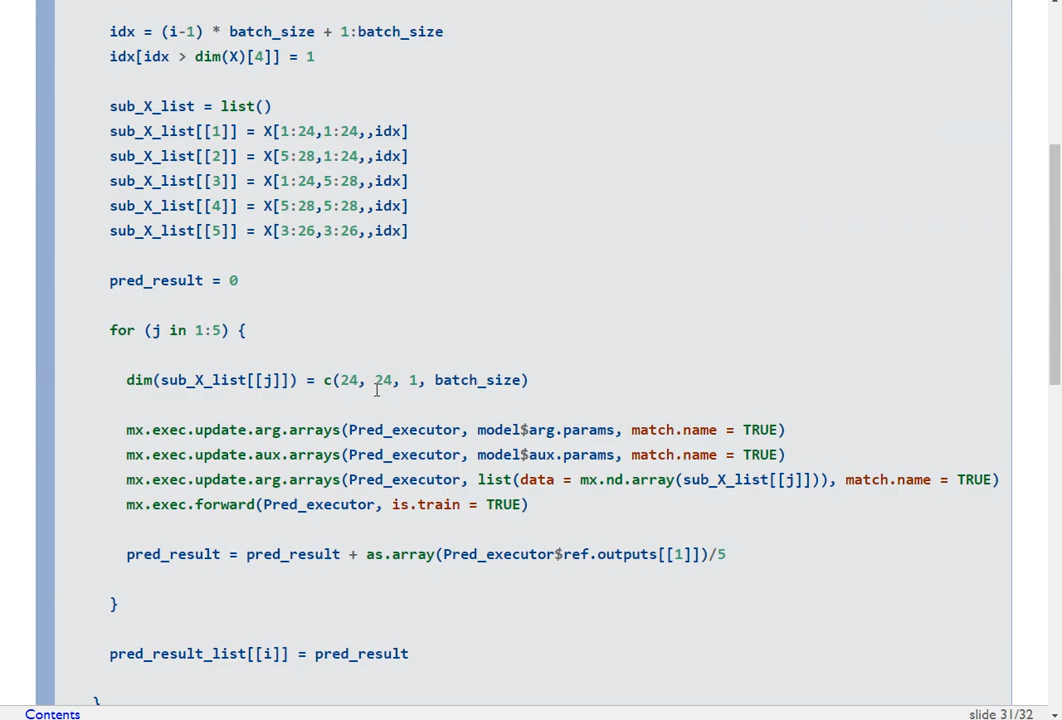 idx = (i-1) * batch_size + 1:batch_size
idx[idx > dim(X)[4]] = 1
sub_X_list = list()
sub_X_list[[1]] = X[1:24,1:24,,idx]
sub_X_list[[2]] = X[5:28,1:24,,idx]
sub_X_list[[3]] = X[1:24,5:28,,idx]
sub_X_list[[4]] = X[5:28,5:28,,idx]
sub_X_list[[5]] = X[3:26,3:26,,idx]
pred_result = 0
for (j in 1:5) {
dim(sub_X_list[[j]]) = c(24, 24, 1, batch_size)
mx.exec.update.arg.arrays(Pred_executor, model$arg.params, match.name = TRUE)
mx.exec.update.aux.arrays(Pred_executor, model$aux.params, match.name = TRUE)
mx.exec.update.arg.arrays(Pred_executor, list(data = mx.nd.array(sub_X_list[[j]])), match.name = TRUE)
mx.exec.forward(Pred_executor, is.train = TRUE)
pred_result = pred_result + as.array(Pred_executor$ref.outputs[[1]])/5
}
pred_result_list[[i]] = pred_result
}
Contents
slide 31/32